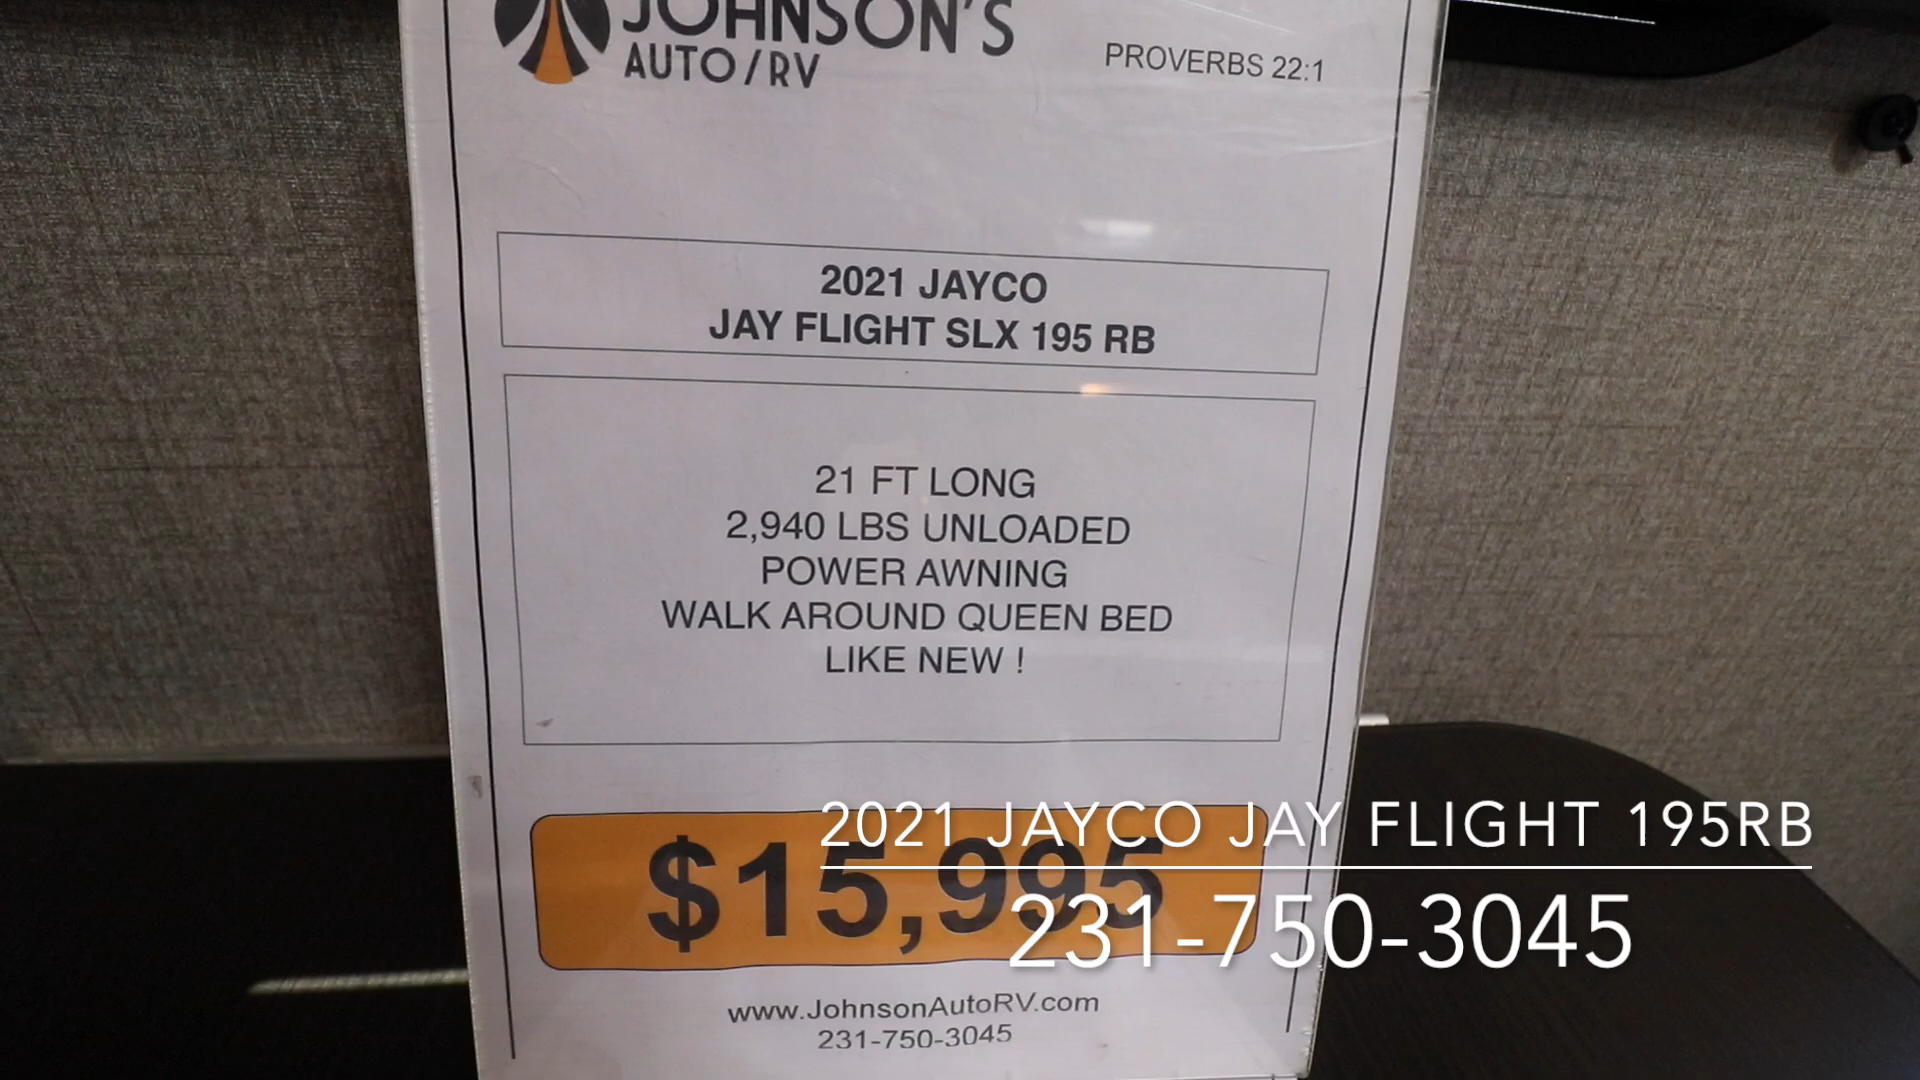 JOHNSON'S
AUTO/RV
PROVERBS 22:1
2021 JAYCO
JAY FLIGHT SLX 195 RB
21 FT LONG
2,940 LBS UNLOADED
POWER AWNING
WALK AROUND QUEEN BED
LIKE NEW !
$15,995
2021 JAYCO JAY FLIGHT 195RB
231-750-3045
www.JohnsonAutoRV.com
231-750-3045